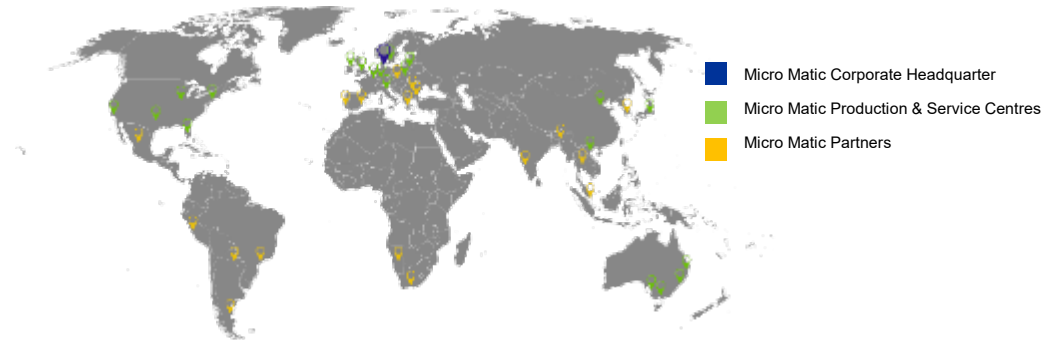 Micro Matic Corporate Headquarter
Micro Matic Production & Service Centres
Micro Matic Partners